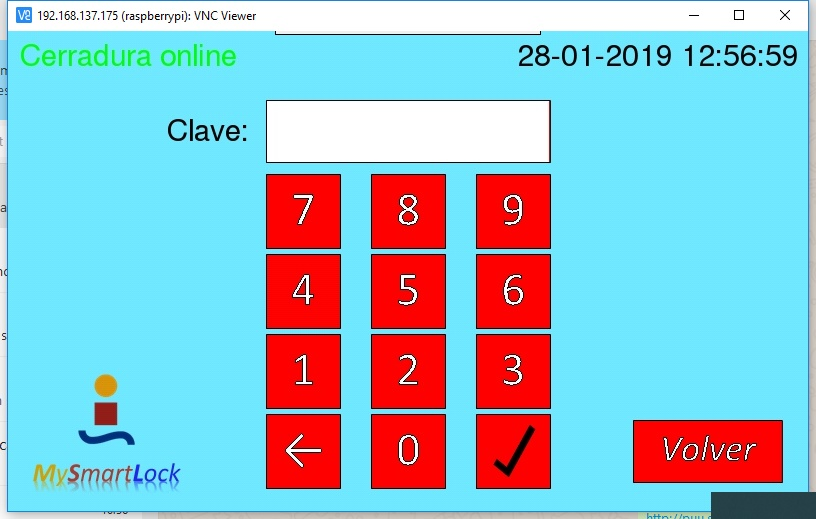 192.168.137.175 (raspberrypi): VNC Viewer
Cerradura online
28-01-2019 12:56:59
Clave:
7 8 9
4 5 6
1 2 3
← 0 ✓
Volver
MySmartLock